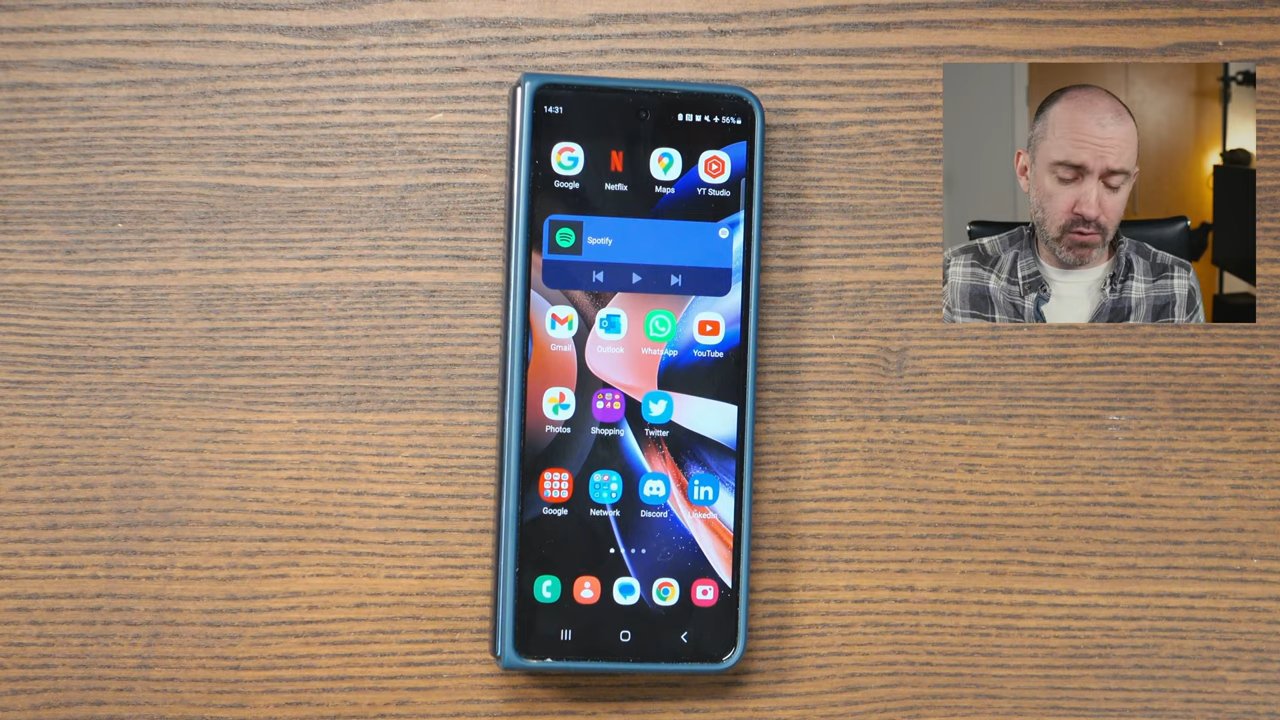 14:31 56%
Google Netflix Maps YT Studio
Spotify
Gmail Outlook WhatsApp YouTube
Photos Shopping Twitter
Google Network Discord LinkedIn